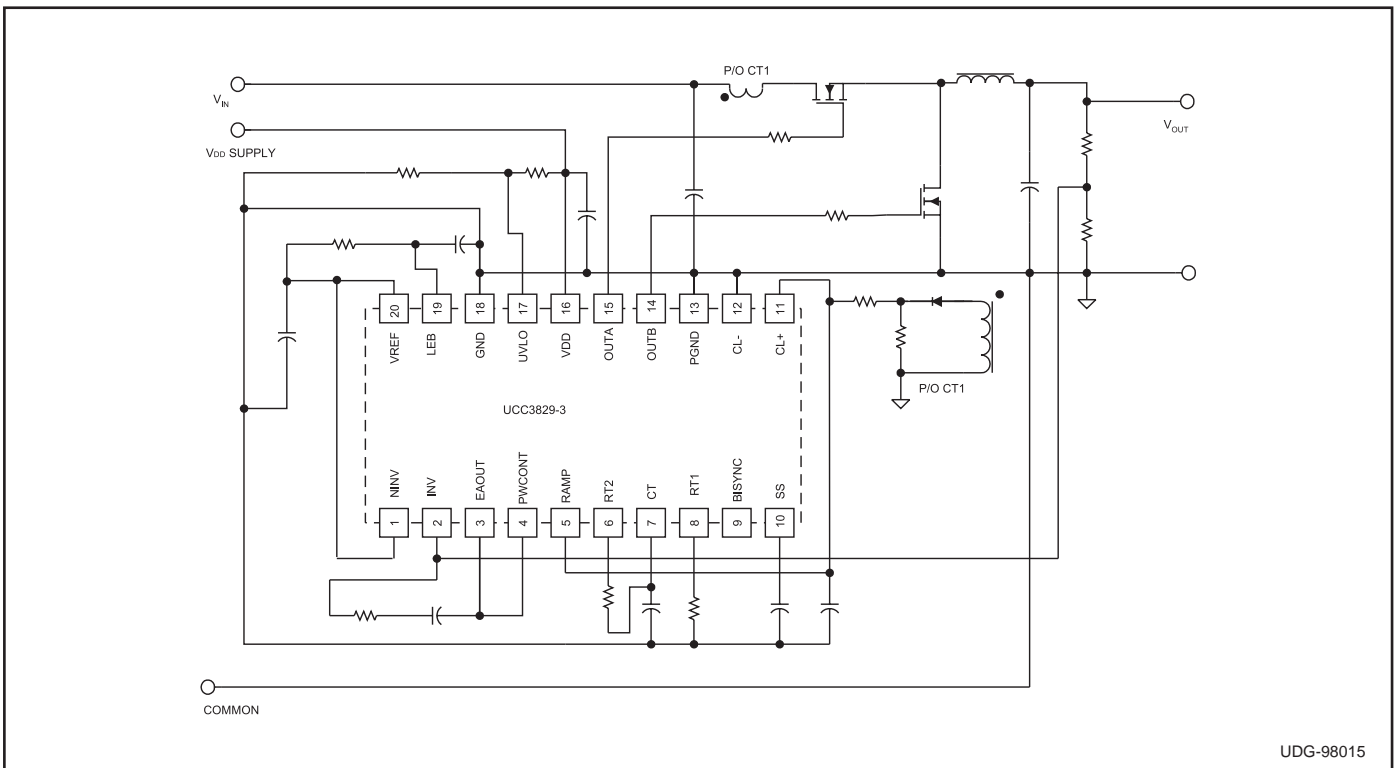 P/O CT1
V_IN
V_OUT
VDD SUPPLY
20
19
18
17
16
15
14
13
12
11
VREF
LEB
GND
UVLO
VDD
OUTA
OUTB
PGND
CL-
CL+
P/O CT1
UCC3829-3
NINV
INV
EAOUT
PWCONT
RAMP
RT2
CT
RT1
BISYNC
SS
1
2
3
4
5
6
7
8
9
10
COMMON
UDG-98015